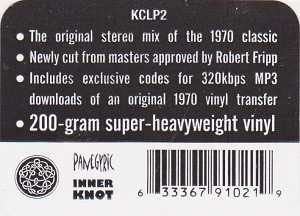 KCLP2
• The original stereo mix of the 1970 classic
• Newly cut from masters approved by Robert Fripp
• Includes exclusive codes for 320kbps MP3
downloads of an original 1970 vinyl transfer
• 200-gram super-heavyweight vinyl
PANEGYRIC
INNER
KNOT
6 33367 91021 9